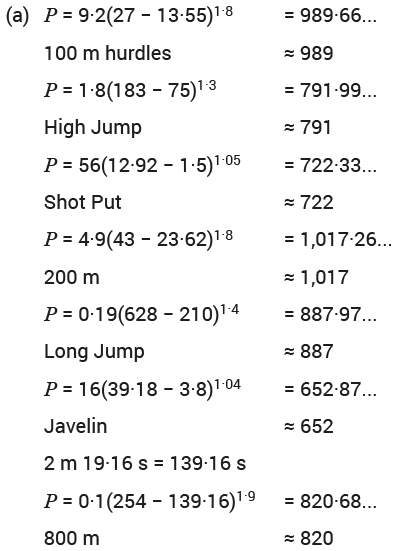 (a) P = 9·2(27 − 13·55)^1·8 = 989·66...
100 m hurdles ≈ 989
P = 1·8(183 − 75)^1·3 = 791·99...
High Jump ≈ 791
P = 56(12·92 − 1·5)^1·05 = 722·33...
Shot Put ≈ 722
P = 4·9(43 − 23·62)^1·8 = 1,017·26...
200 m ≈ 1,017
P = 0·19(628 − 210)^1·4 = 887·97...
Long Jump ≈ 887
P = 16(39·18 − 3·8)^1·04 = 652·87...
Javelin ≈ 652
2 m 19·16 s = 139·16 s
P = 0·1(254 − 139·16)^1·9 = 820·68...
800 m ≈ 820